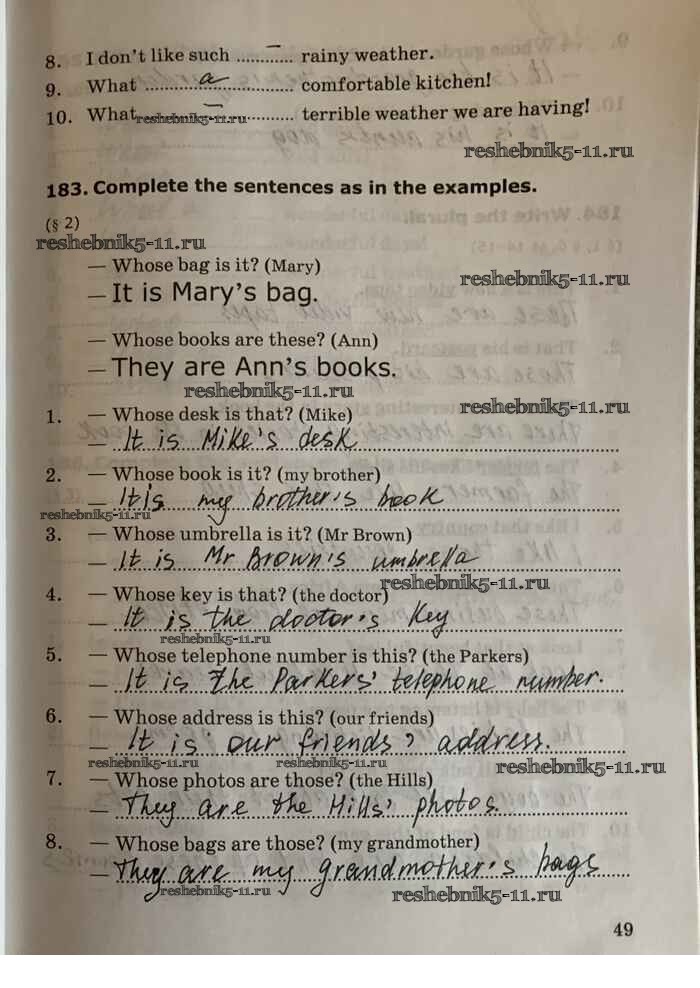 8. I don't like such ............ rainy weather.
9. What ........ a ........ comfortable kitchen!
10. What reshebnik5-11.ru ........ terrible weather we are having!
reshebnik5-11.ru
183. Complete the sentences as in the examples.
(§ 2)
reshebnik5-11.ru
— Whose bag is it? (Mary)
reshebnik5-11.ru
— It is Mary's bag.
— Whose books are these? (Ann)
— They are Ann's books.
reshebnik5-11.ru
reshebnik5-11.ru
1. — Whose desk is that? (Mike)
— It is Mike's desk
2. — Whose book is it? (my brother)
— It is my brother's book
reshebnik5-11.ru
3. — Whose umbrella is it? (Mr Brown)
— It is Mr Brown's umbrella
reshebnik5-11.ru
4. — Whose key is that? (the doctor)
— It is the doctor's key
reshebnik5-11.ru
5. — Whose telephone number is this? (the Parkers)
— It is the Parkers' telephone number.
6. — Whose address is this? (our friends)
— It is our friends' address.
reshebnik5-11.ru reshebnik5-11.ru reshebnik5-11.ru
7. — Whose photos are those? (the Hills)
— They are the Hills' photos.
8. — Whose bags are those? (my grandmother)
— They are my grandmother's bags
reshebnik5-11.ru reshebnik5-11.ru
49